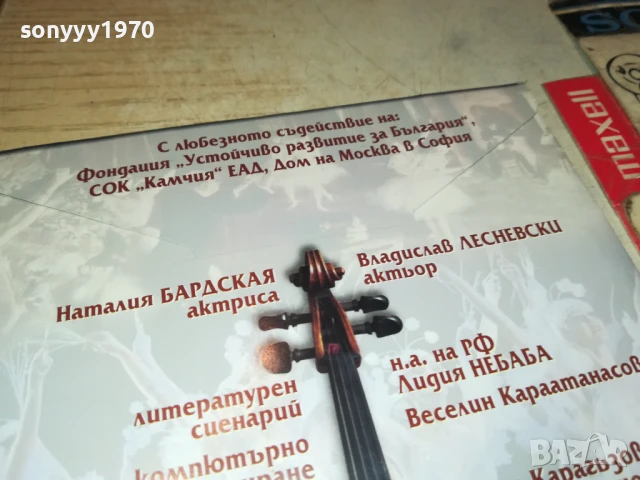 sonyyy1970
С любезното съдействие на:
Фондация „Устойчиво развитие за България“,
СОК „Камчия“ ЕАД, Дом на Москва в София
maxell
Наталия БАРДСКАЯ
актриса
Владислав ЛЕСНЕВСКИ
актьор
литературен
сценарий
н.а. на РФ
Лидия НЕБАБА
Веселин Караатанасов
компютърно
bazar